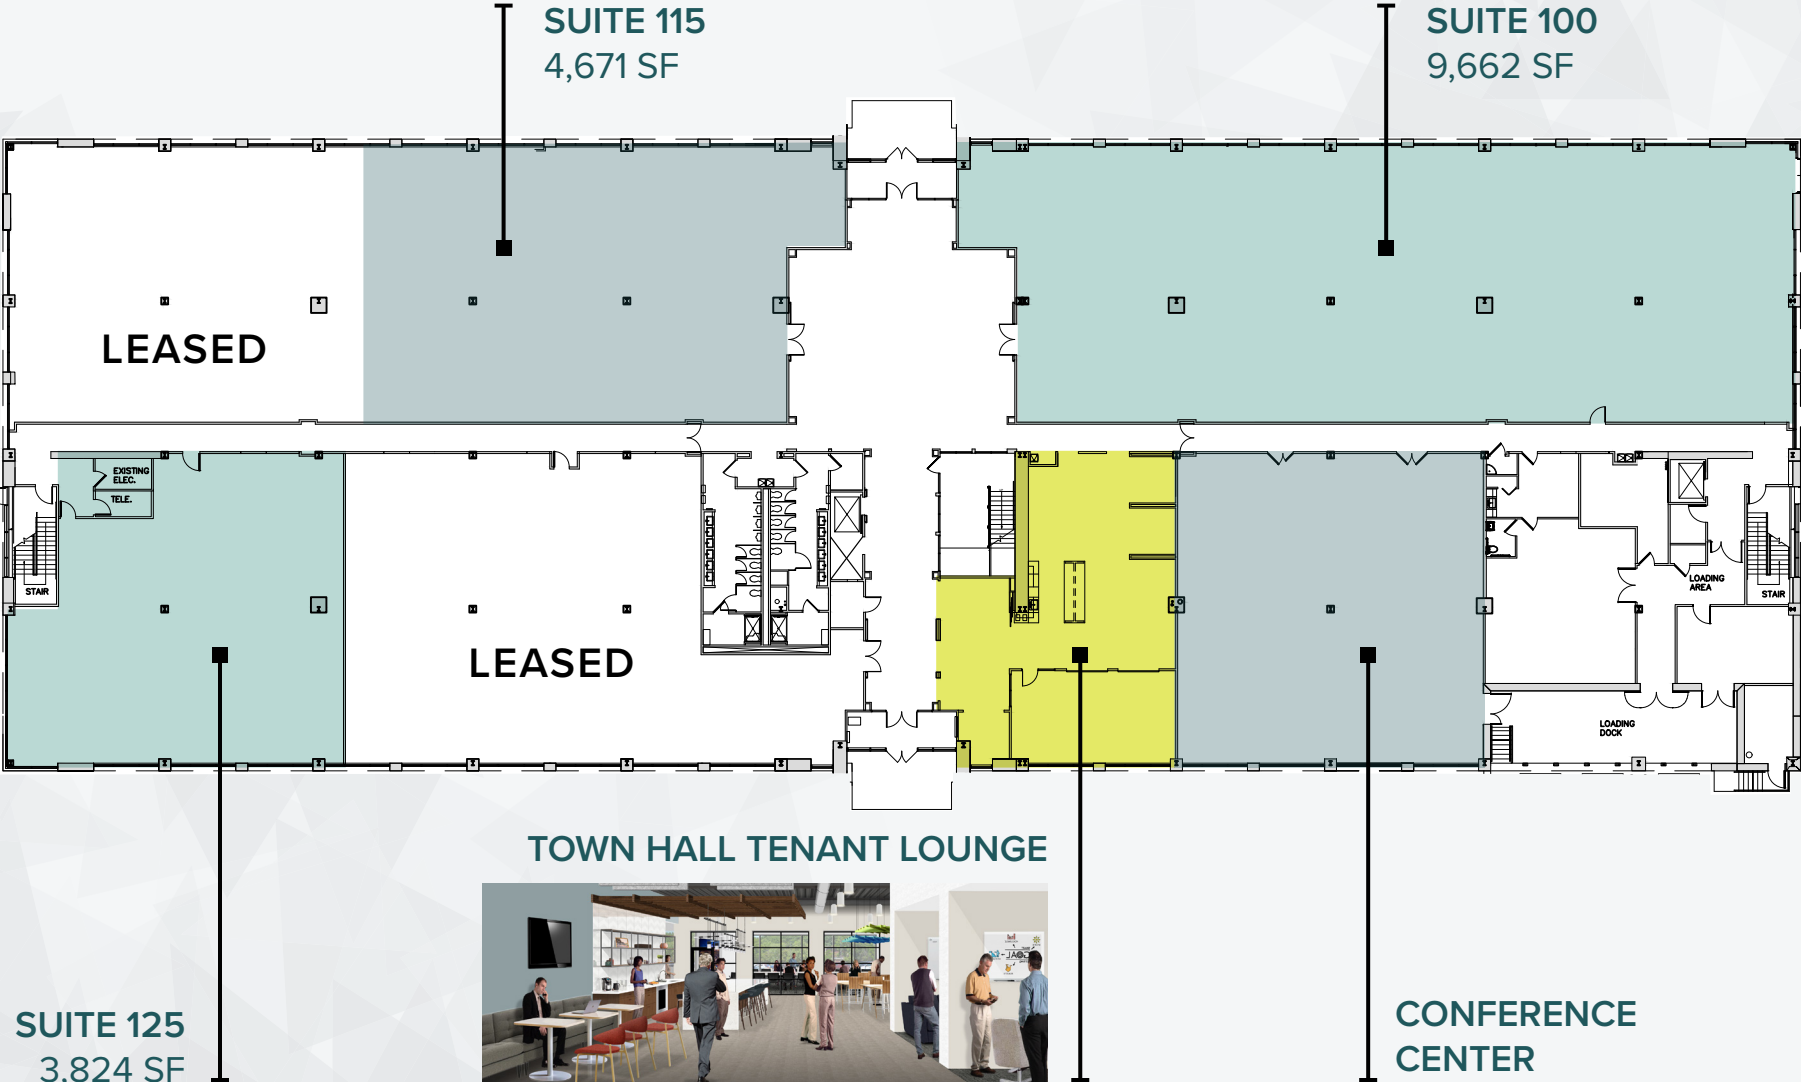 SUITE 115
4,671 SF
SUITE 100
9,662 SF
LEASED
EXISTING
ELEC.
TELE.
STAIR
LEASED
LOADING
AREA
STAIR
LOADING
DOCK
TOWN HALL TENANT LOUNGE
GOAL
SUITE 125
3,824 SF
CONFERENCE
CENTER